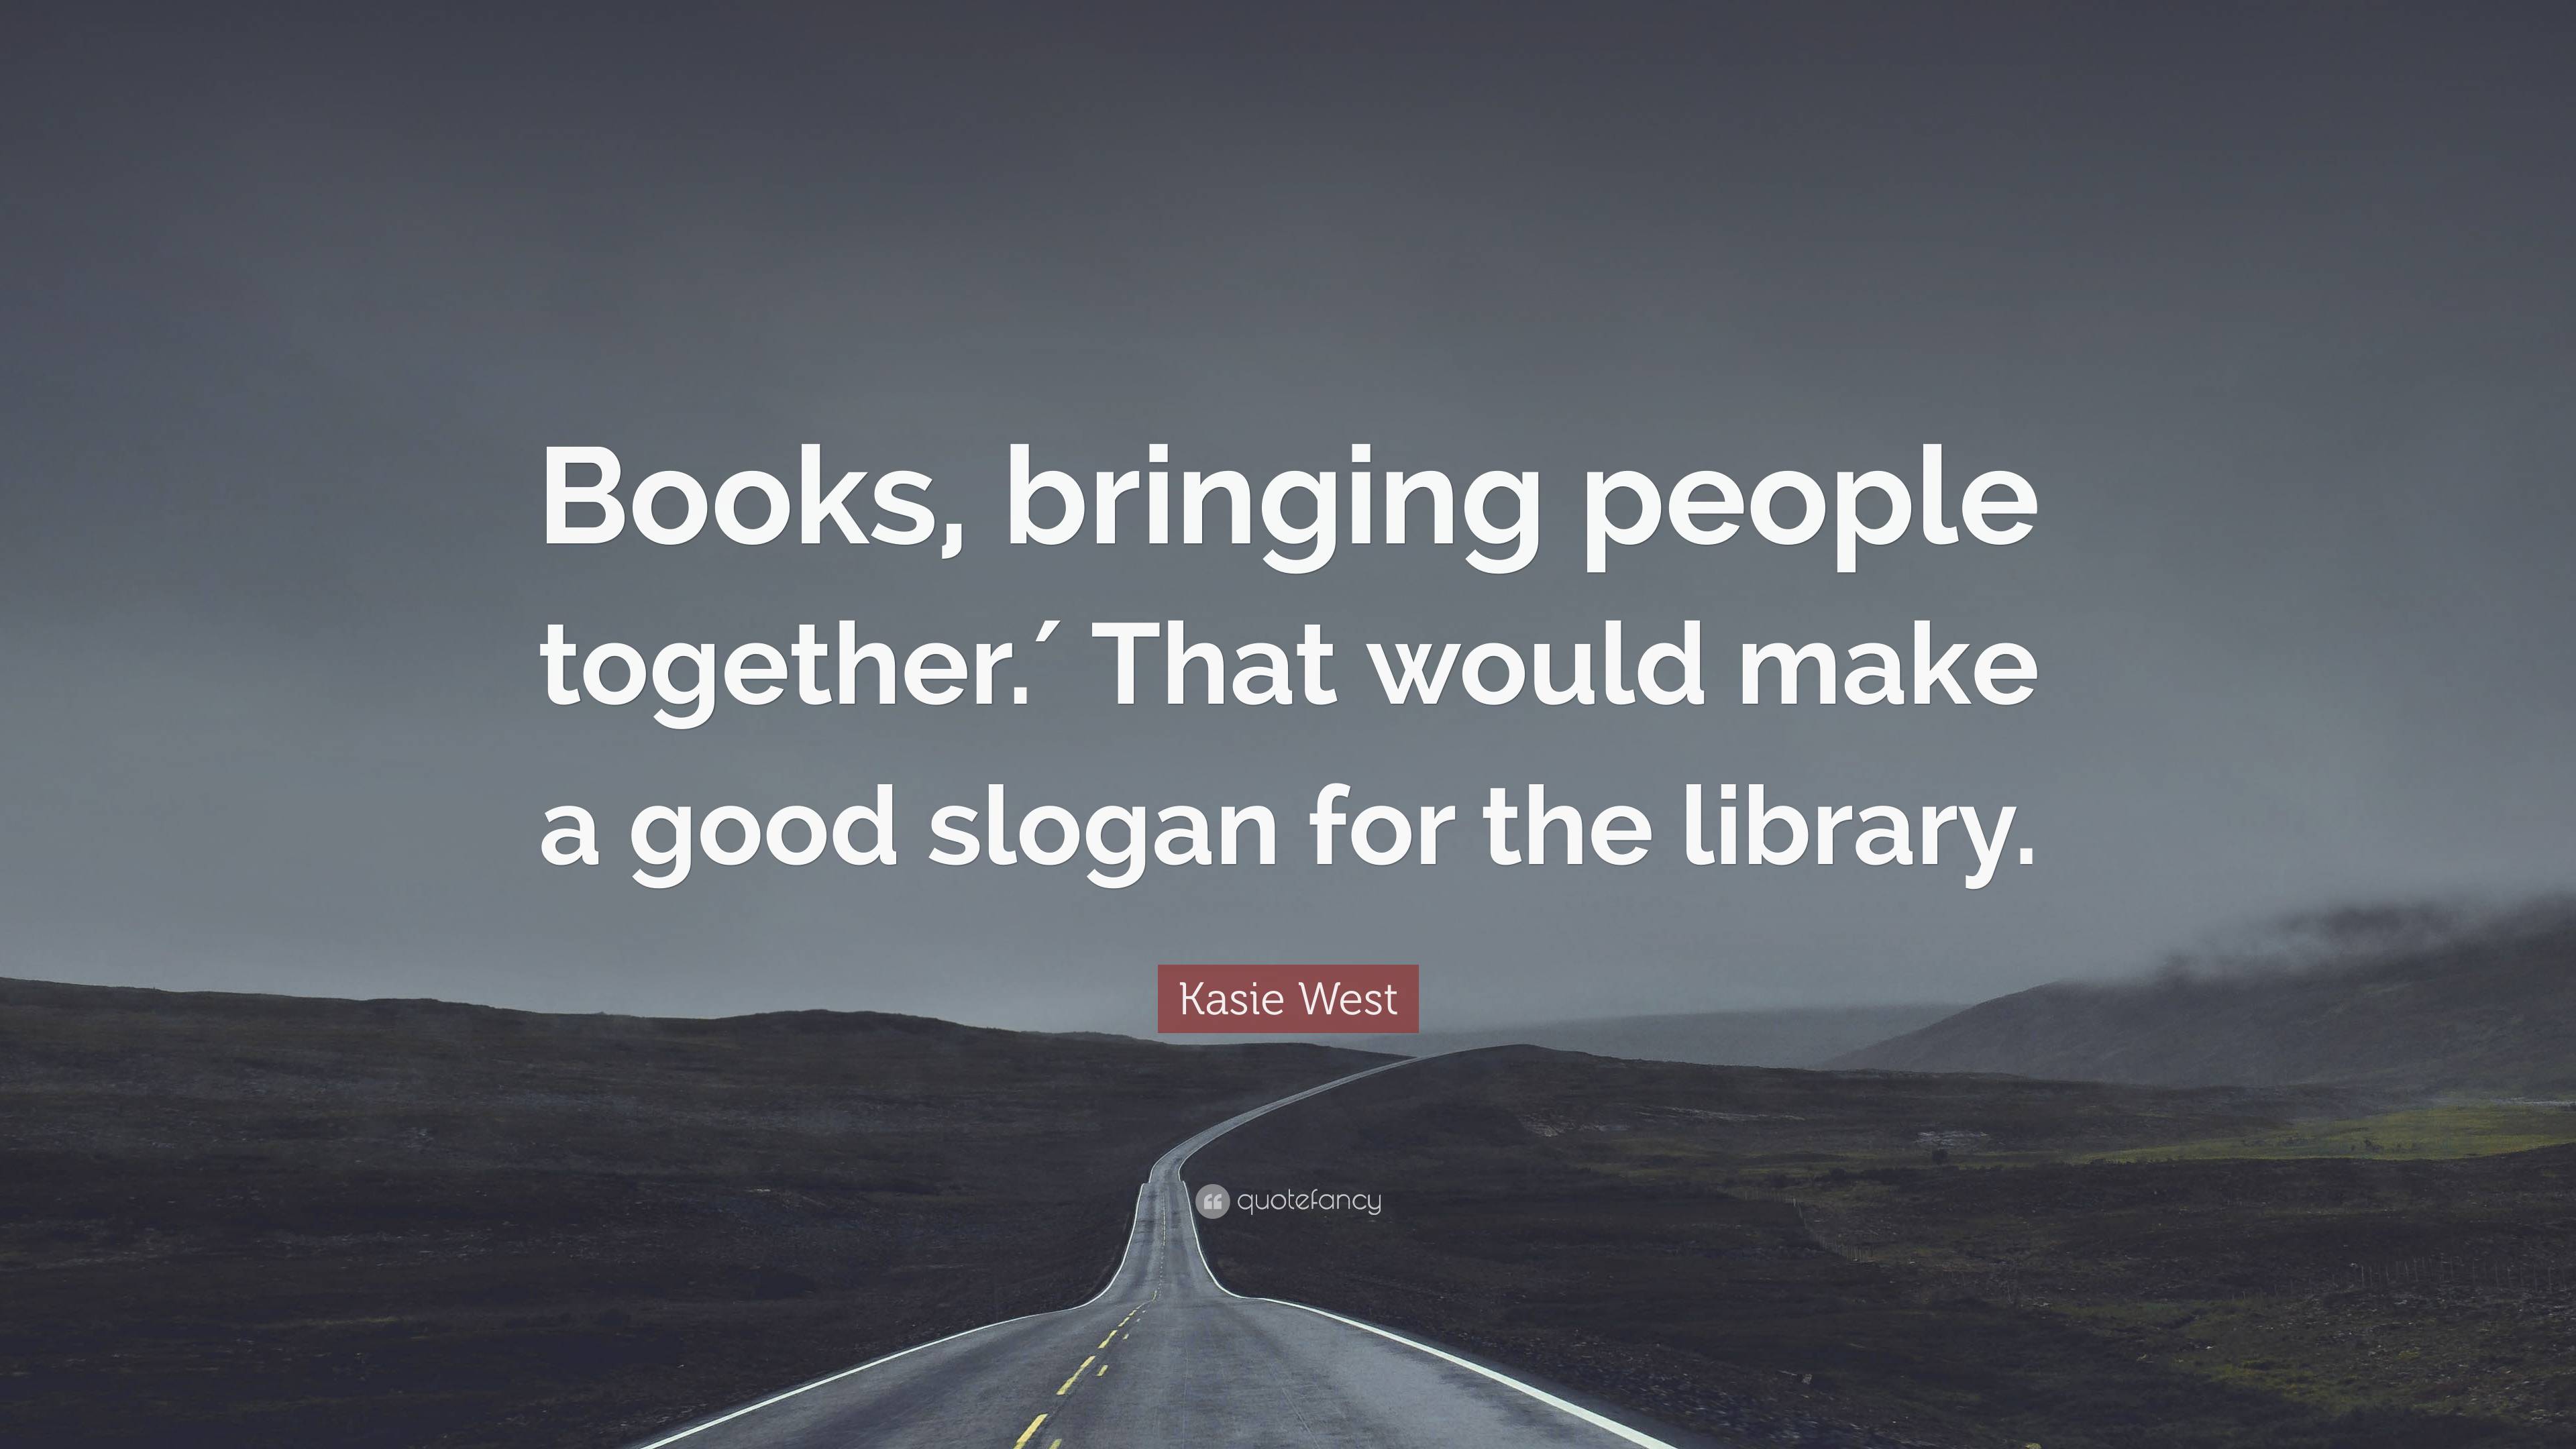 Books, bringing people
together.´ That would make
a good slogan for the library.
Kasie West
quotefancy